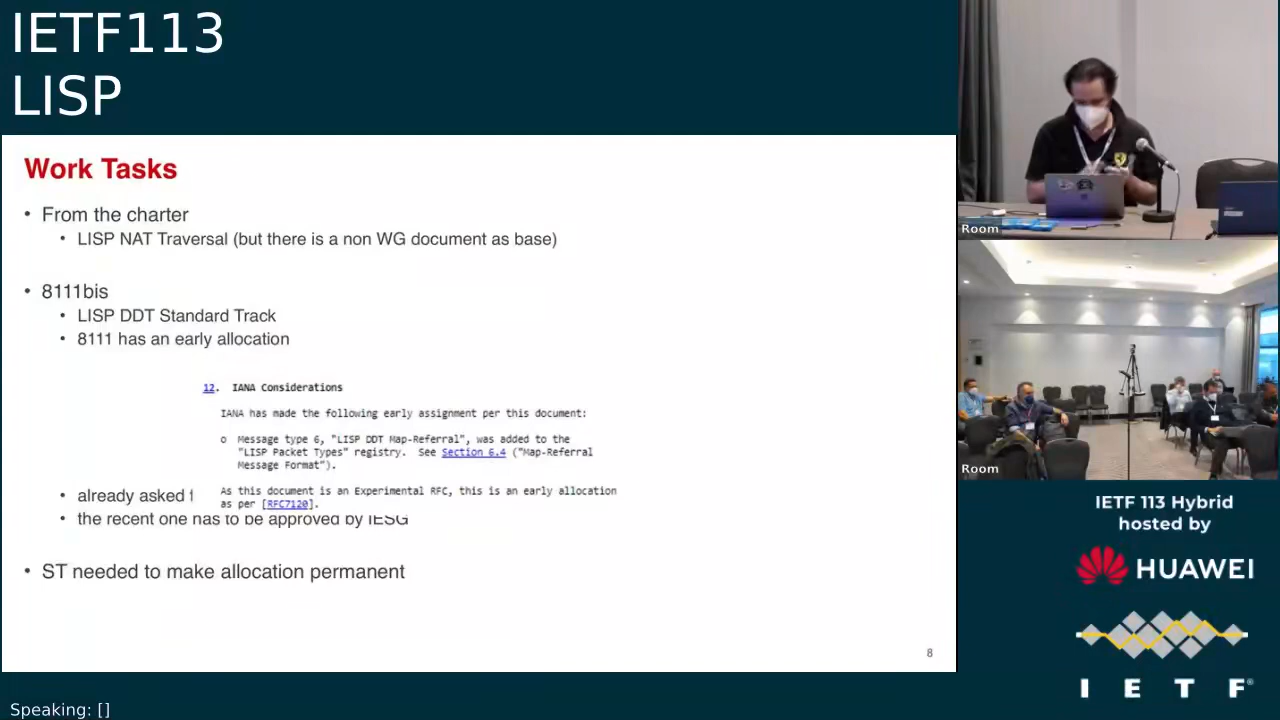 IETF113
LISP
Work Tasks
• From the charter
• LISP NAT Traversal (but there is a non WG document as base)
• 8111bis
• LISP DDT Standard Track
• 8111 has an early allocation
12. IANA Considerations
IANA has made the following early assignment per this document:
o Message type 6, "LISP DDT Map-Referral", was added to the
"LISP Packet Types" registry. See Section 6.4 ("Map-Referral
Message Format").
As this document is an Experimental RFC, this is an early allocation
as per [RFC7120].
• already asked
• the recent one has to be approved by IESG
• ST needed to make allocation permanent
8
Speaking: []
Room
Room
IETF 113 Hybrid
hosted by
HUAWEI
I E T F®